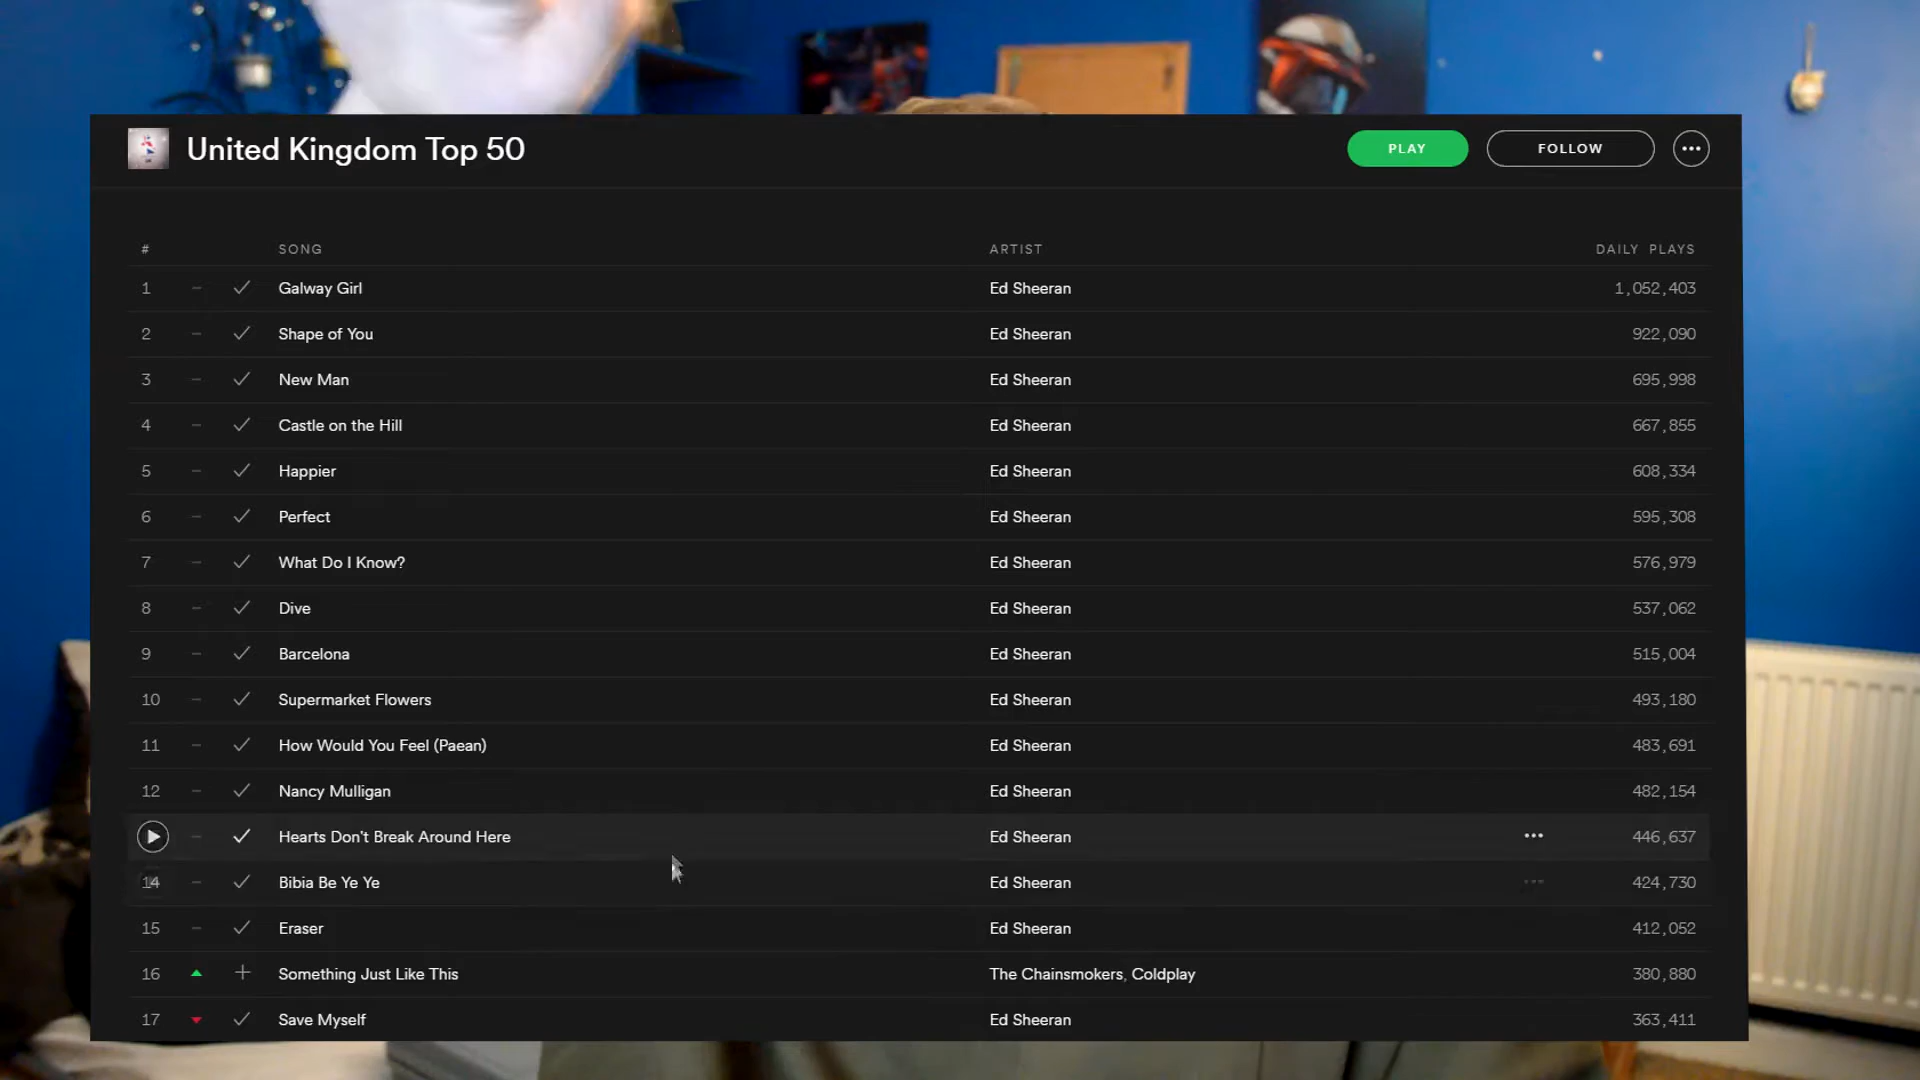 United Kingdom Top 50 PLAY FOLLOW
# SONG ARTIST DAILY PLAYS
1 Galway Girl Ed Sheeran 1,052,403
2 Shape of You Ed Sheeran 922,090
3 New Man Ed Sheeran 695,998
4 Castle on the Hill Ed Sheeran 667,855
5 Happier Ed Sheeran 608,334
6 Perfect Ed Sheeran 595,308
7 What Do I Know? Ed Sheeran 576,979
8 Dive Ed Sheeran 537,062
9 Barcelona Ed Sheeran 515,004
10 Supermarket Flowers Ed Sheeran 493,180
11 How Would You Feel (Paean) Ed Sheeran 483,691
12 Nancy Mulligan Ed Sheeran 482,154
Hearts Don't Break Around Here Ed Sheeran 446,637
14 Bibia Be Ye Ye Ed Sheeran 424,730
15 Eraser Ed Sheeran 412,052
16 Something Just Like This The Chainsmokers, Coldplay 380,880
17 Save Myself Ed Sheeran 363,411